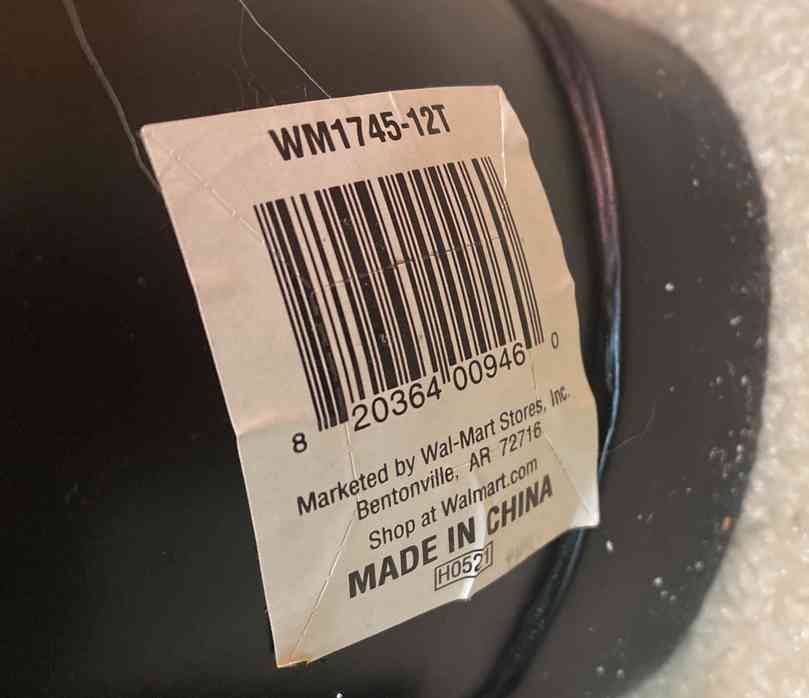 WM1745-12T
8 20364 00946 0
Marketed by Wal-Mart Stores, Inc.
Bentonville, AR 72716
Shop at Walmart.com
MADE IN CHINA
H0521